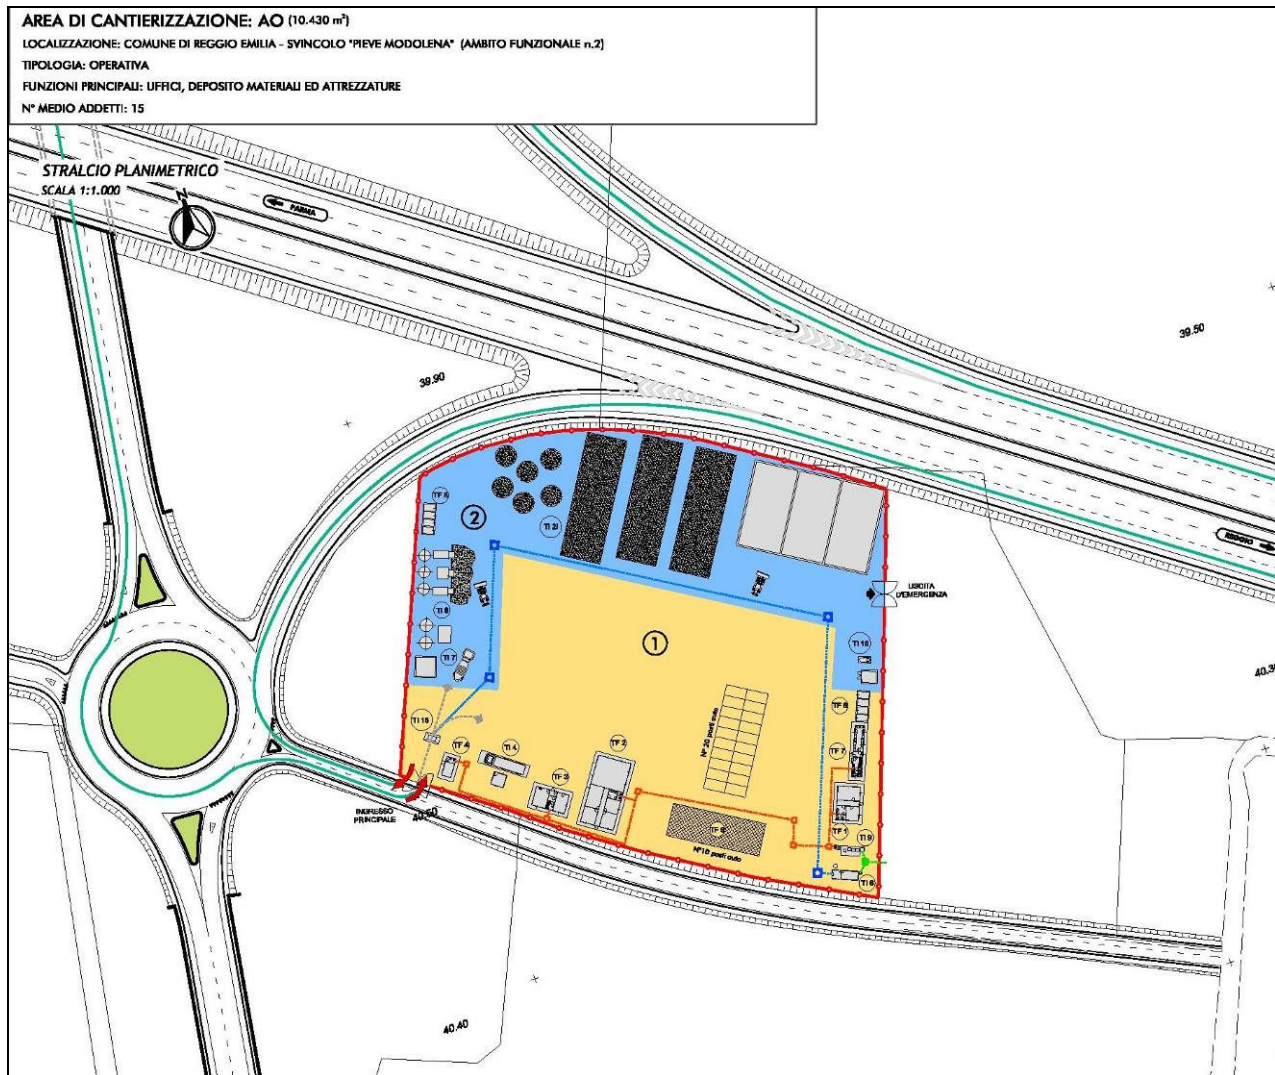 AREA DI CANTIERIZZAZIONE: AO (10.430 m²)
LOCALIZZAZIONE: COMUNE DI REGGIO EMILIA - SVINCOLO "PIEVE MODOLENA" (AMBITO FUNZIONALE n.2)
TIPOLOGIA: OPERATIVA
FUNZIONI PRINCIPALI: UFFICI, DEPOSITO MATERIALI ED ATTREZZATURE
N° MEDIO ADDETTI: 15
STRALCIO PLANIMETRICO
SCALA 1:1.000
N
PARMA
39.50
39.90
TF 5
2
TI 21
REGGIO
USCITA
D'EMERGENZA
TI 8
1
TI 7
TI 10
40.3
TI 15
TF 4
TI 4
TF 2
TF 3
N° 20 posti auto
TF 7
INGRESSO
PRINCIPALE
40.50
N°10 posti auto
TF 1
TI 9
TI 6
40.40